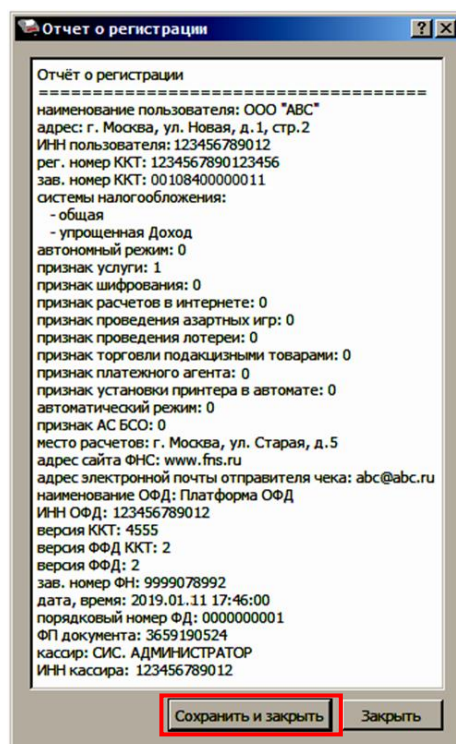 Отчет о регистрации
Отчёт о регистрации
=====================================
наименование пользователя: ООО "АВС"
адрес: г. Москва, ул. Новая, д.1, стр.2
ИНН пользователя: 123456789012
рег. номер ККТ: 1234567890123456
зав. номер ККТ: 00108400000011
системы налогообложения:
- общая
- упрощенная Доход
автономный режим: 0
признак услуги: 1
признак шифрования: 0
признак расчетов в интернете: 0
признак проведения азартных игр: 0
признак проведения лотереи: 0
признак торговли подакцизными товарами: 0
признак платежного агента: 0
признак установки принтера в автомате: 0
автоматический режим: 0
признак АС БСО: 0
место расчетов: г. Москва, ул. Старая, д.5
адрес сайта ФНС: www.fns.ru
адрес электронной почты отправителя чека: abc@abc.ru
наименование ОФД: Платформа ОФД
ИНН ОФД: 123456789012
версия ККТ: 4555
версия ФФД ККТ: 2
версия ФФД: 2
зав. номер ФН: 9999078992
дата, время: 2019.01.11 17:46:00
порядковый номер ФД: 0000000001
ФП документа: 3659190524
кассир: СИС. АДМИНИСТРАТОР
ИНН кассира: 123456789012
Сохранить и закрыть Закрыть